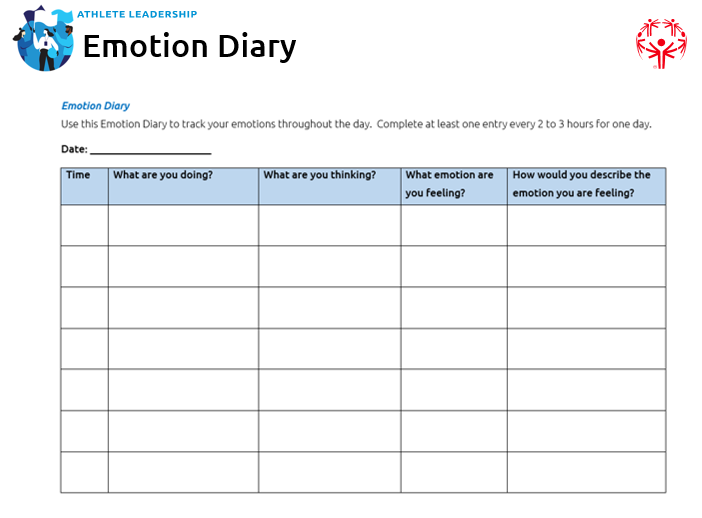 ATHLETE LEADERSHIP
Emotion Diary
Emotion Diary
Use this Emotion Diary to track your emotions throughout the day.  Complete at least one entry every 2 to 3 hours for one day.
Date: ______________________
Time
What are you doing?
What are you thinking?
What emotion are
you feeling?
How would you describe the
emotion you are feeling?